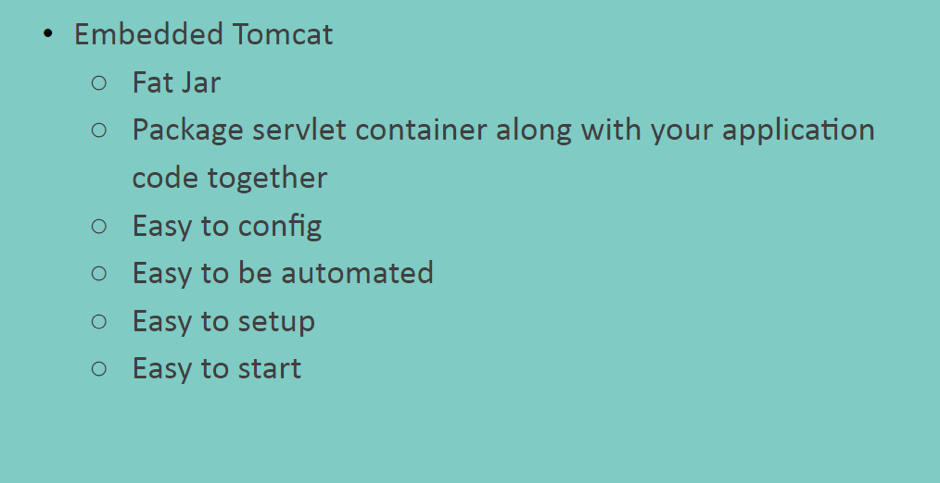 • Embedded Tomcat
○ Fat Jar
○ Package servlet container along with your application
code together
○ Easy to config
○ Easy to be automated
○ Easy to setup
○ Easy to start